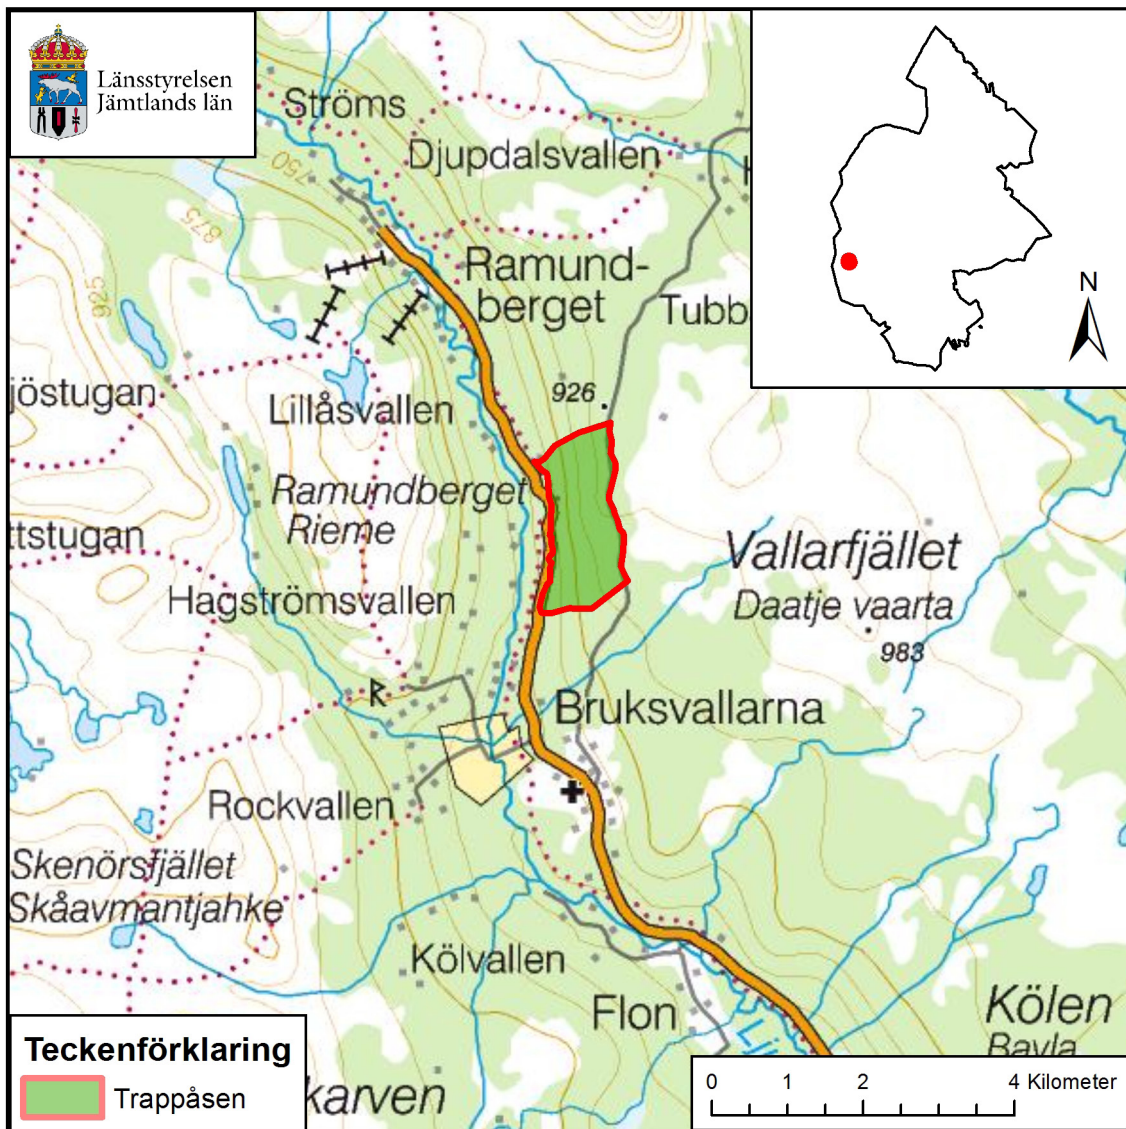 Länsstyrelsen
Jämtlands län
Ströms
Djupdalsvallen
750
875
925
Ramund-
berget
Tubb
N
926
jöstugan
Lillåsvallen
Ramundberget
Rieme
ttstugan
Vallarfjället
Daatje vaarta
983
Hagströmsvallen
R
Bruksvallarna
Rockvallen
Skenörsfjället
Skåavmantjahke
Kölvallen
Flon
Kölen
Teckenförklaring
Trappåsen
karven
0 1 2 4 Kilometer